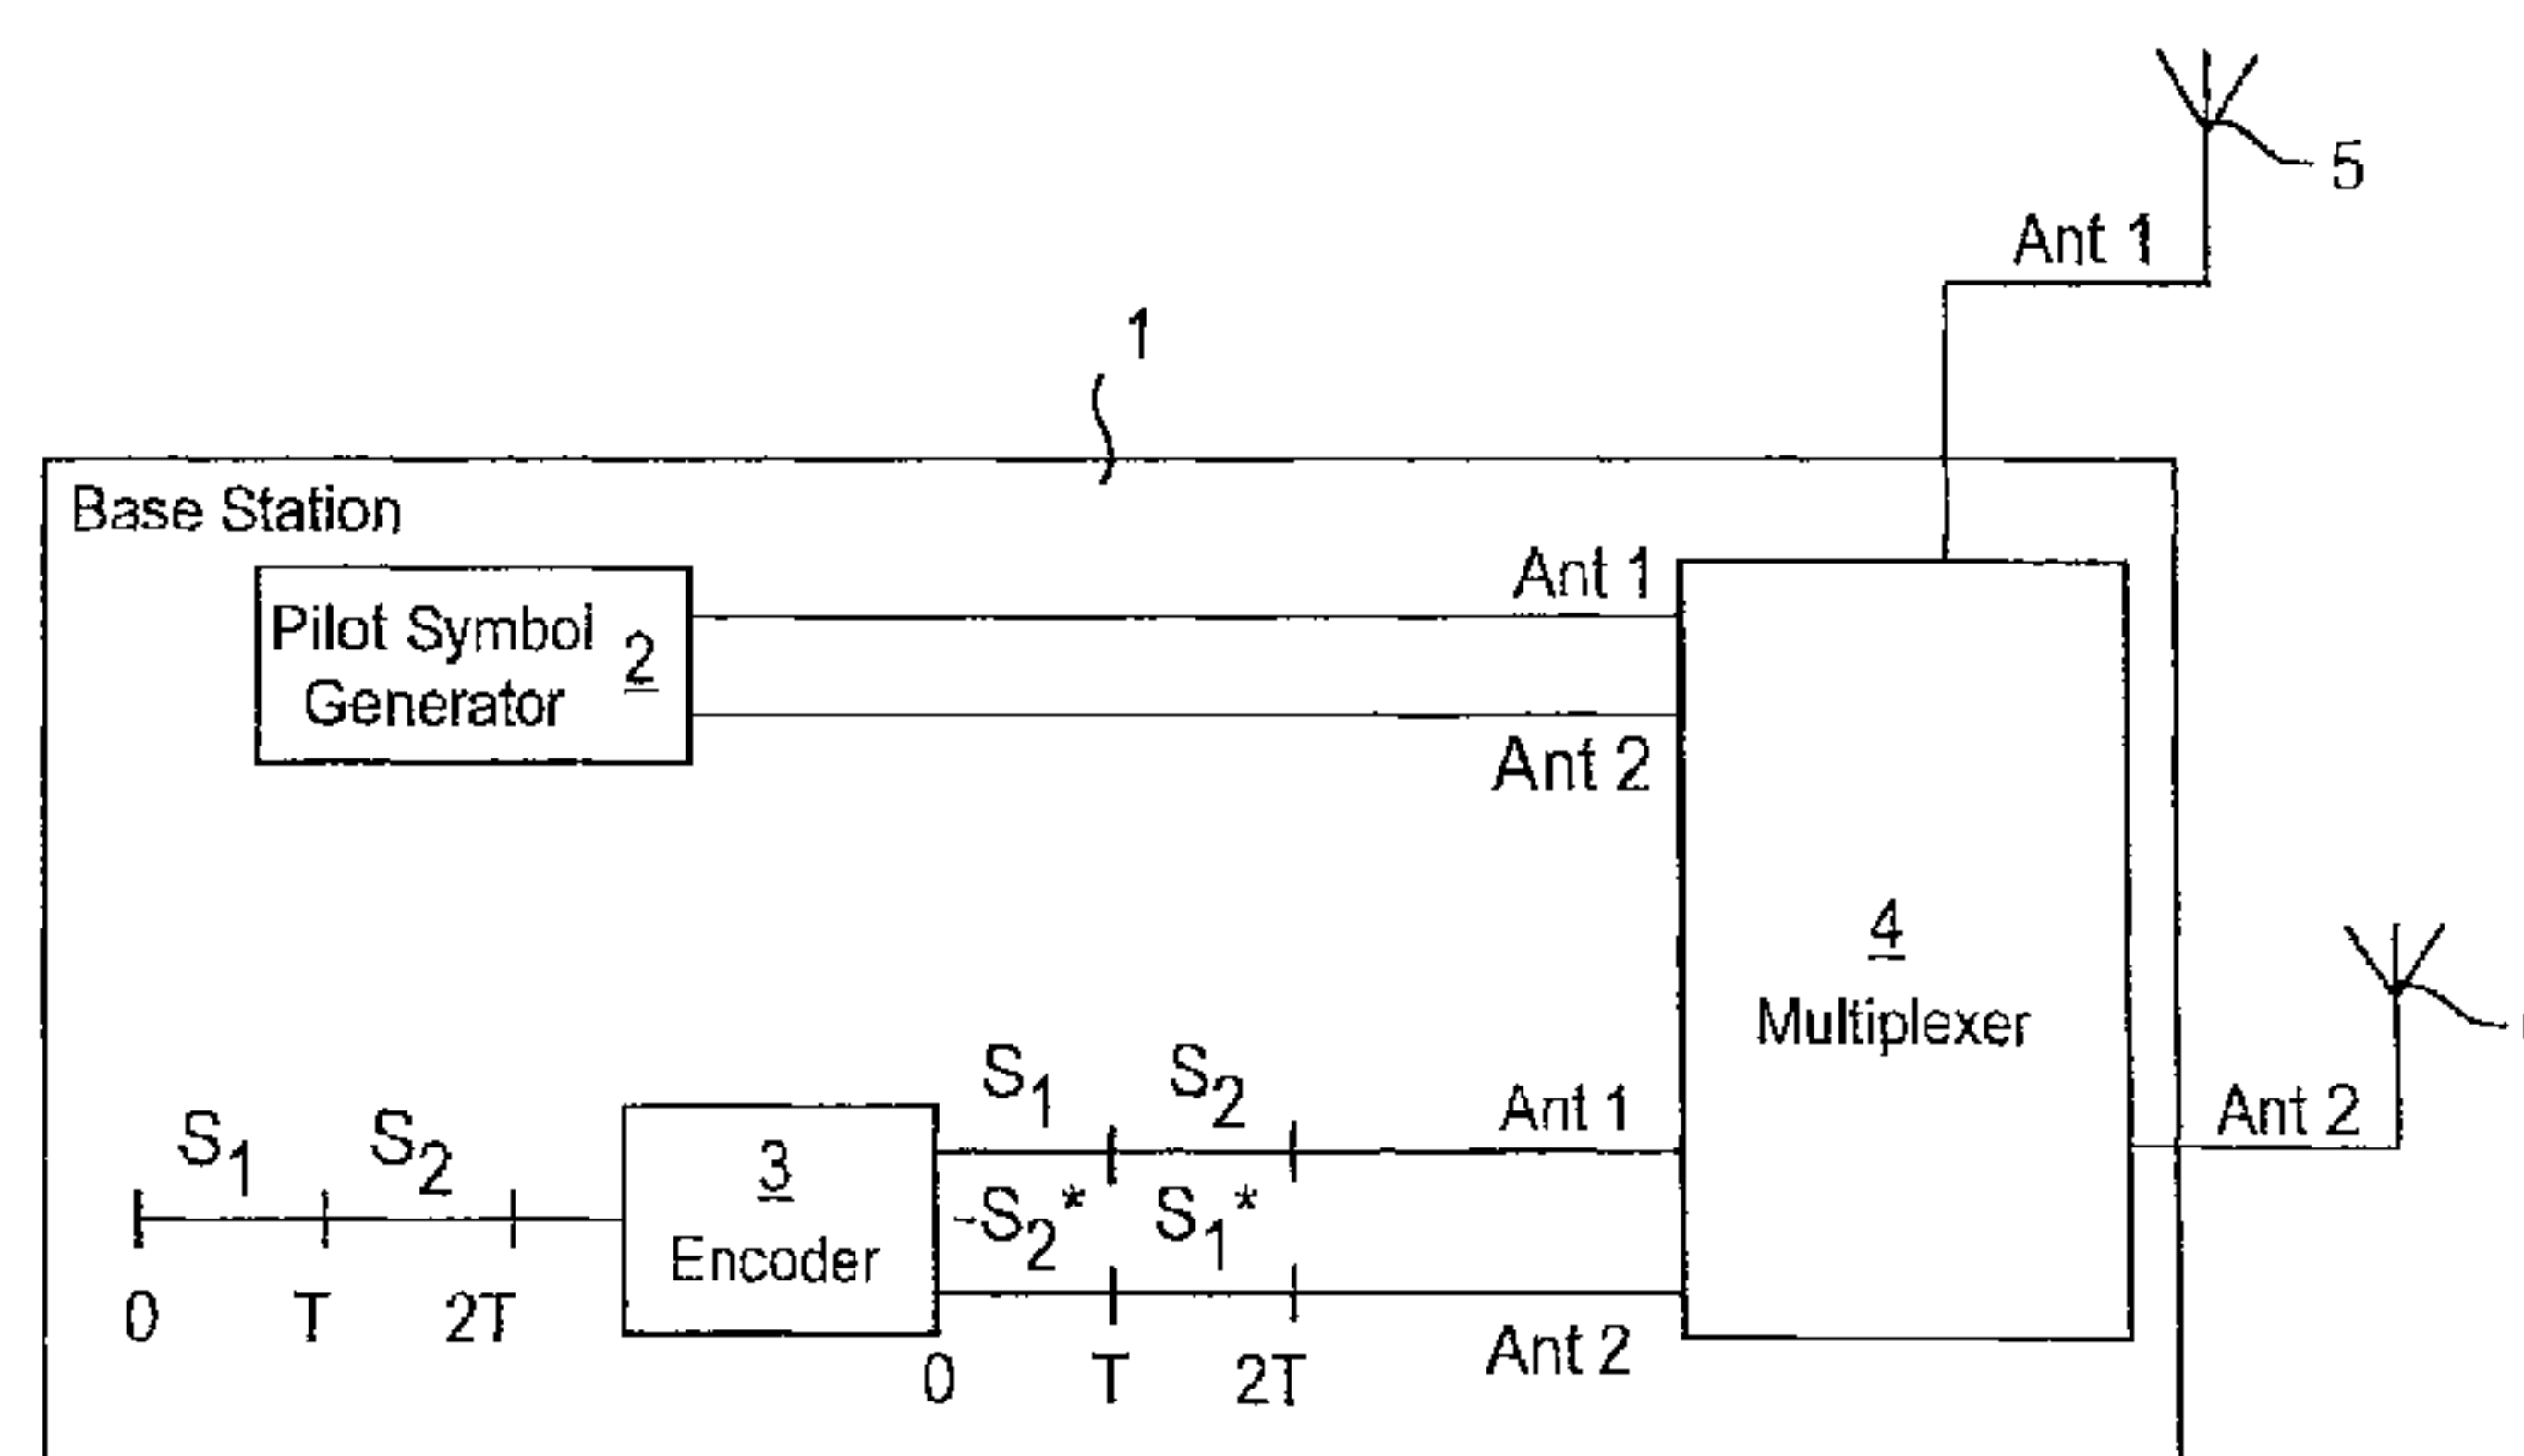 5
Ant 1
1
Base Station
Ant 1
Pilot Symbol
Generator
2
Ant 2
4
Multiplexer
S1 S2
Ant 1
Ant 2
S1 S2
3
Encoder
-S2* S1*
0 T 2T
Ant 2
0 T 2T